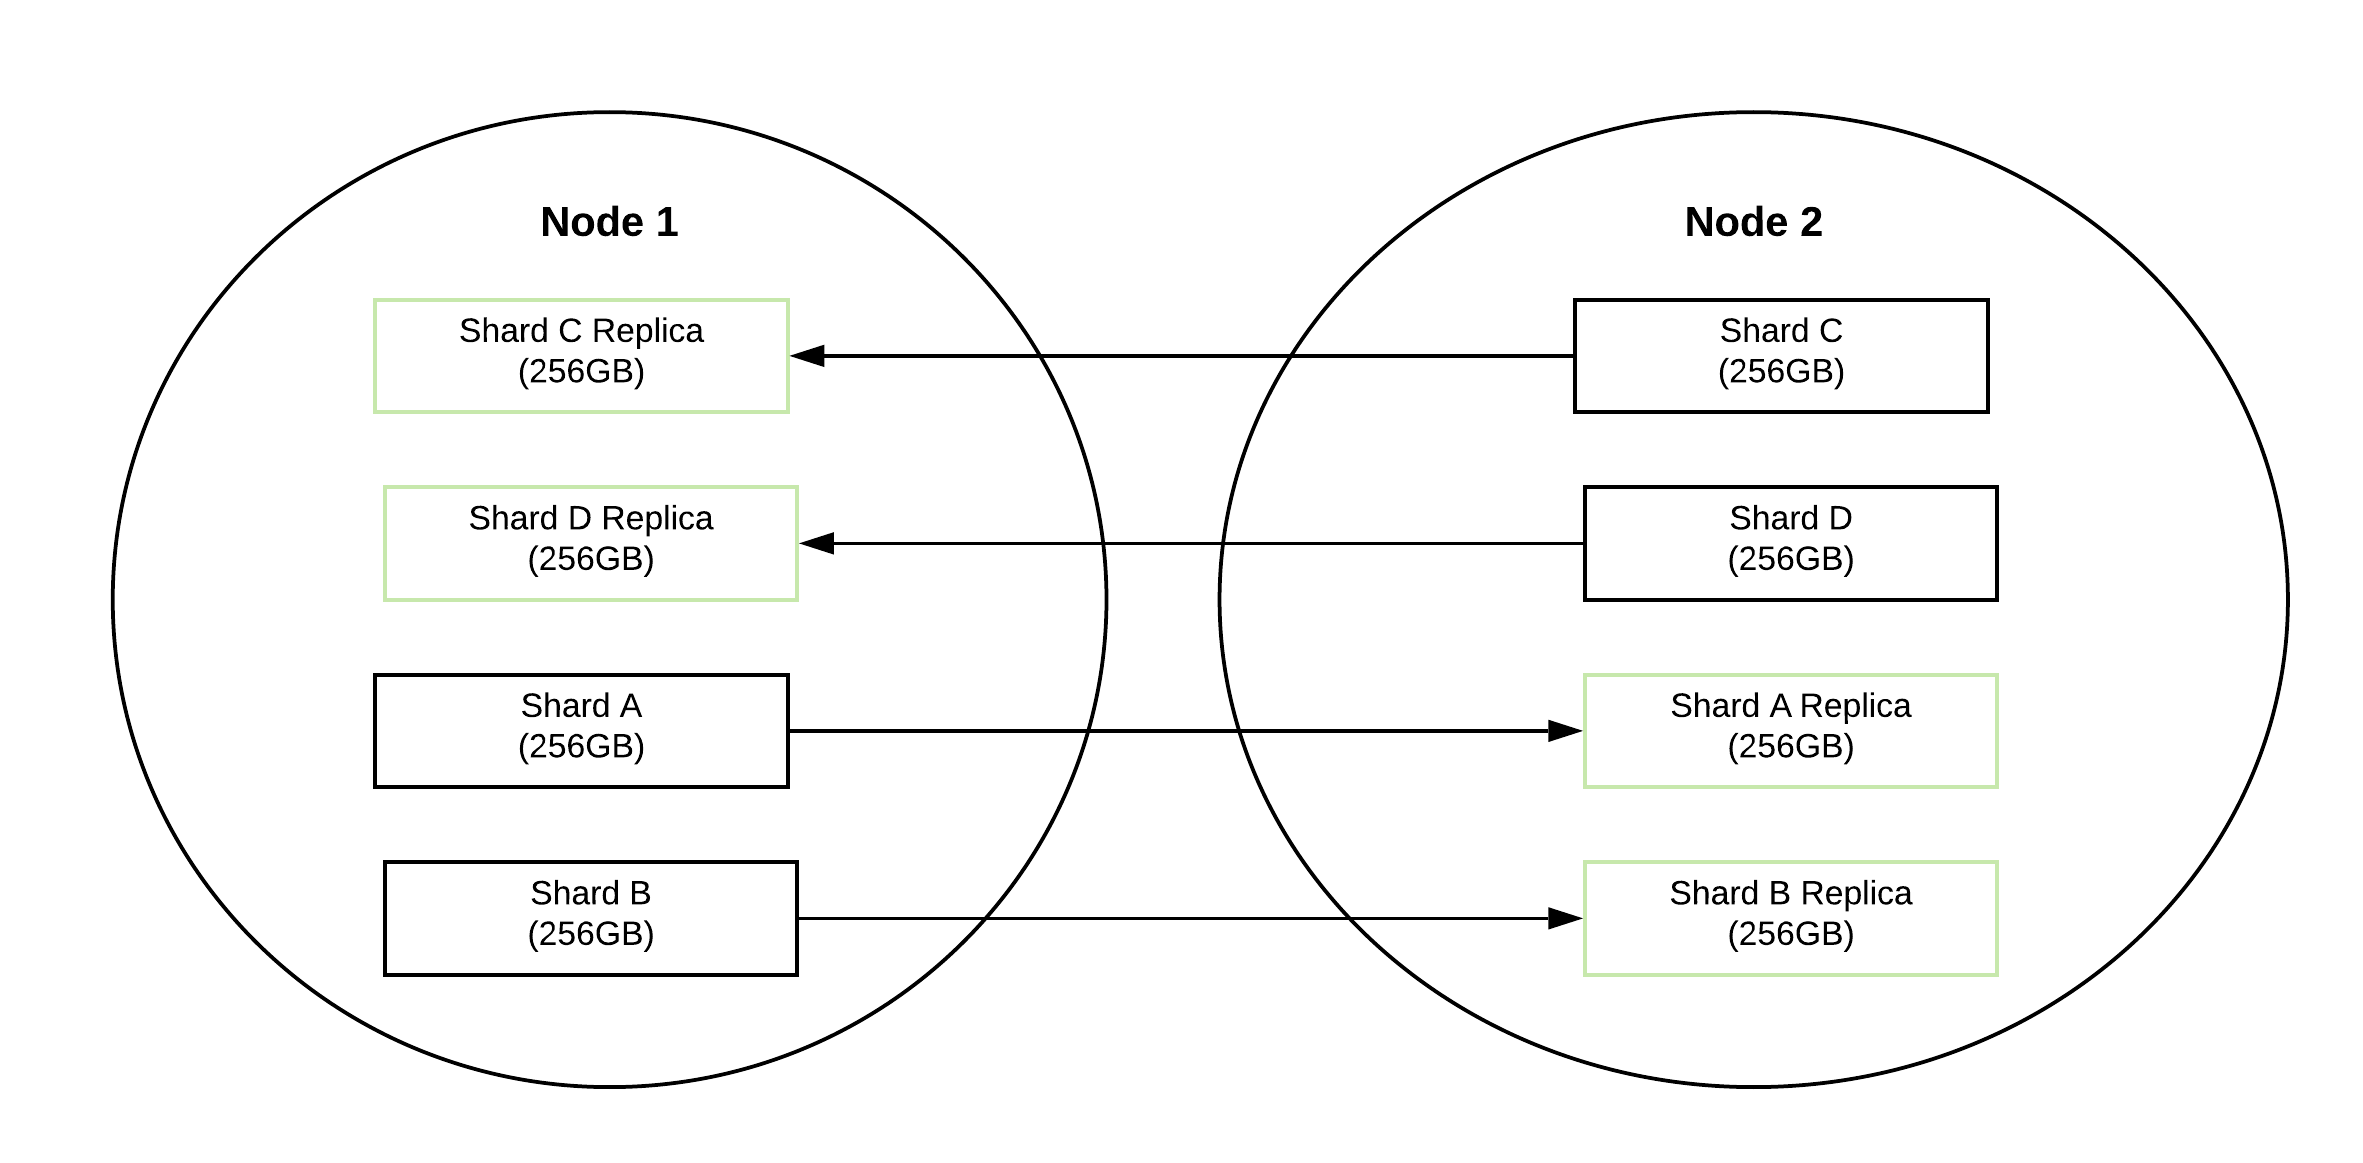 Node 1
Shard C Replica
(256GB)
Shard D Replica
(256GB)
Shard A
(256GB)
Shard B
(256GB)
Node 2
Shard C
(256GB)
Shard D
(256GB)
Shard A Replica
(256GB)
Shard B Replica
(256GB)